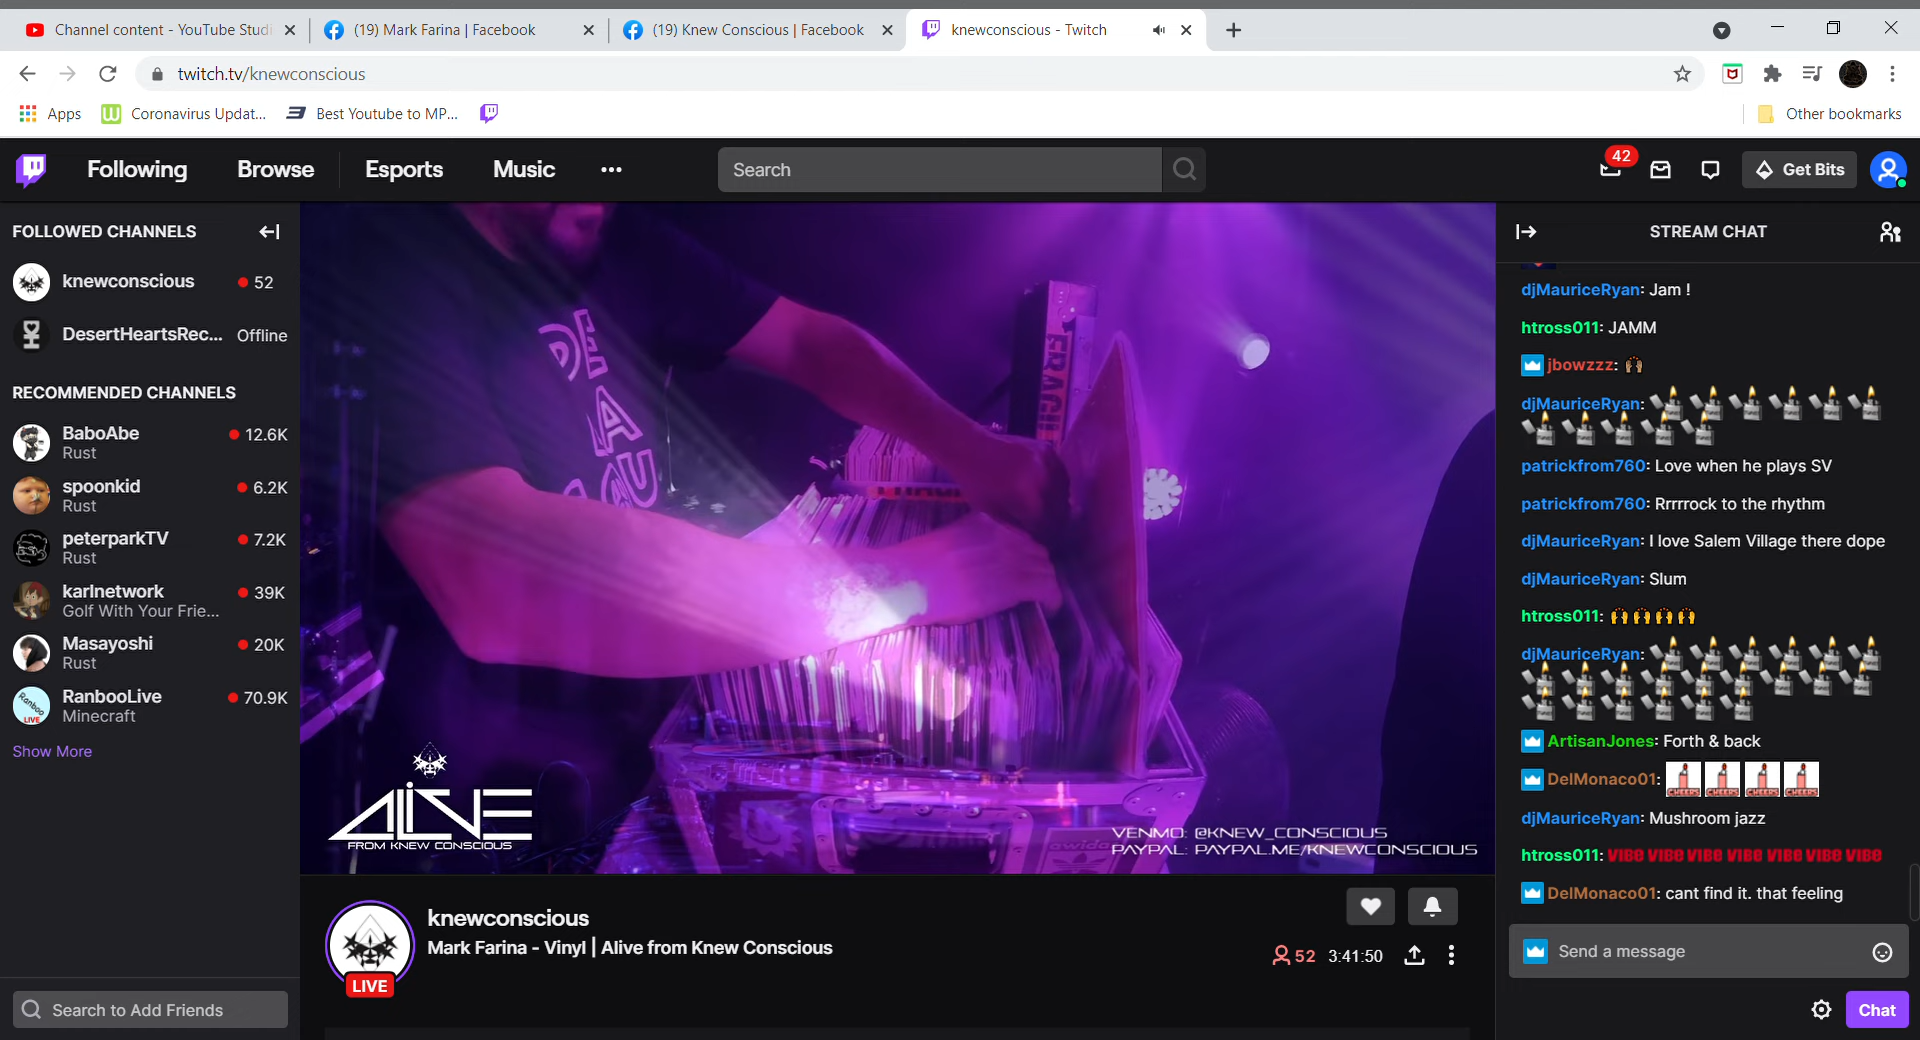 Channel content - YouTube Studi
(19) Mark Farina | Facebook
(19) Knew Conscious | Facebook
knewconscious - Twitch
twitch.tv/knewconscious
Apps
Coronavirus Updat...
Best Youtube to MP...
Other bookmarks
Following
Browse
Esports
Music
Search
42
Get Bits
FOLLOWED CHANNELS
knewconscious
52
DesertHeartsRec...
Offline
RECOMMENDED CHANNELS
BaboAbe
12.6K
Rust
spoonkid
6.2K
Rust
peterparkTV
7.2K
Rust
karlnetwork
39K
Golf With Your Frie...
Masayoshi
20K
Rust
RanbooLive
70.9K
Minecraft
Show More
Search to Add Friends
FRAGILE
ALIVE
FROM KNEW CONSCIOUS
VENMO: @KNEW_CONSCIOUS
PAYPAL: PAYPAL.ME/KNEWCONSCIOUS
knewconscious
Mark Farina - Vinyl | Alive from Knew Conscious
LIVE
52
3:41:50
STREAM CHAT
djMauriceRyan: Jam !
htross011: JAMM
jbowzzz:
djMauriceRyan:
patrickfrom760: Love when he plays SV
patrickfrom760: Rrrrrock to the rhythm
djMauriceRyan: I love Salem Village there dope
djMauriceRyan: Slum
htross011:
djMauriceRyan:
ArtisanJones: Forth & back
DelMonaco01: CHEERS CHEERS CHEERS CHEERS
djMauriceRyan: Mushroom jazz
htross011: VIBE VIBE VIBE VIBE VIBE VIBE VIBE
DelMonaco01: cant find it. that feeling
Send a message
Chat